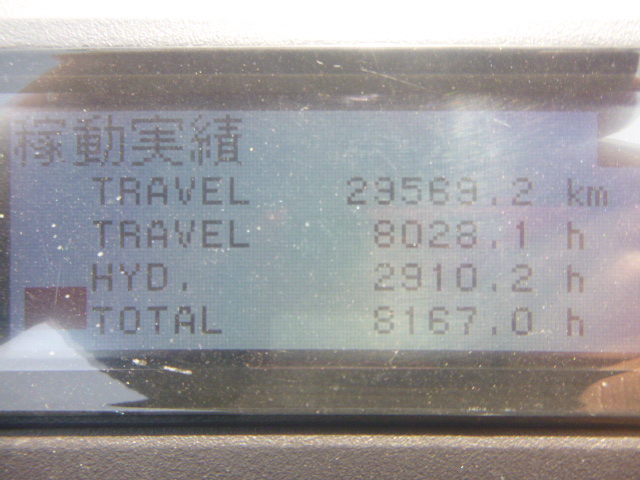 稼動実績
TRAVEL 29569.2 km
TRAVEL 8028.1 h
HYD. 2910.2 h
TOTAL 8167.0 h